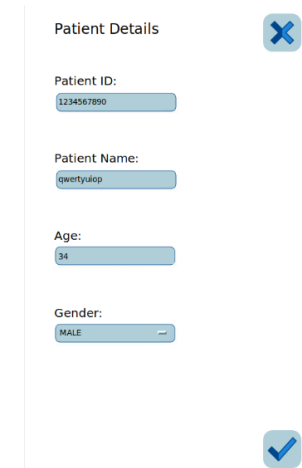 Patient Details
Patient ID:
1234567890
Patient Name:
qwertyuiop
Age:
34
Gender:
MALE